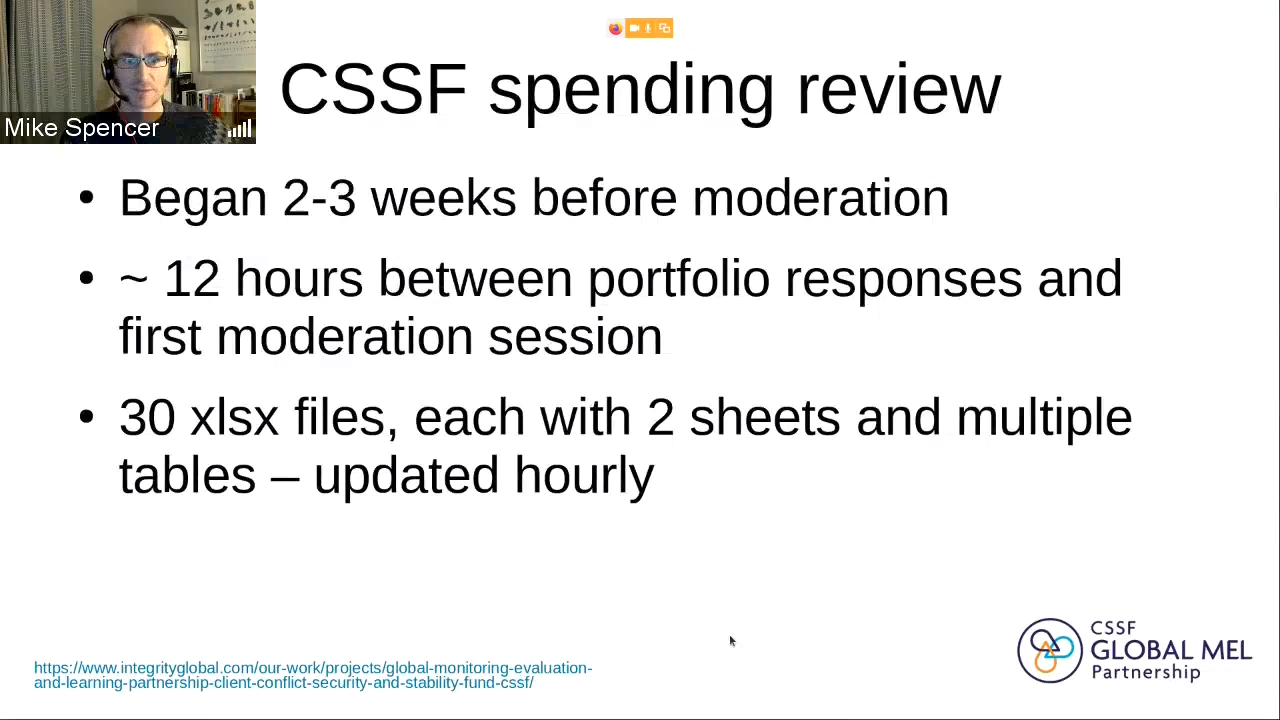 CSSF spending review
Mike Spencer
• Began 2-3 weeks before moderation
• ~ 12 hours between portfolio responses and
first moderation session
• 30 xlsx files, each with 2 sheets and multiple
tables – updated hourly
https://www.integrityglobal.com/our-work/projects/global-monitoring-evaluation-
and-learning-partnership-client-conflict-security-and-stability-fund-cssf/
CSSF
GLOBAL MEL
Partnership